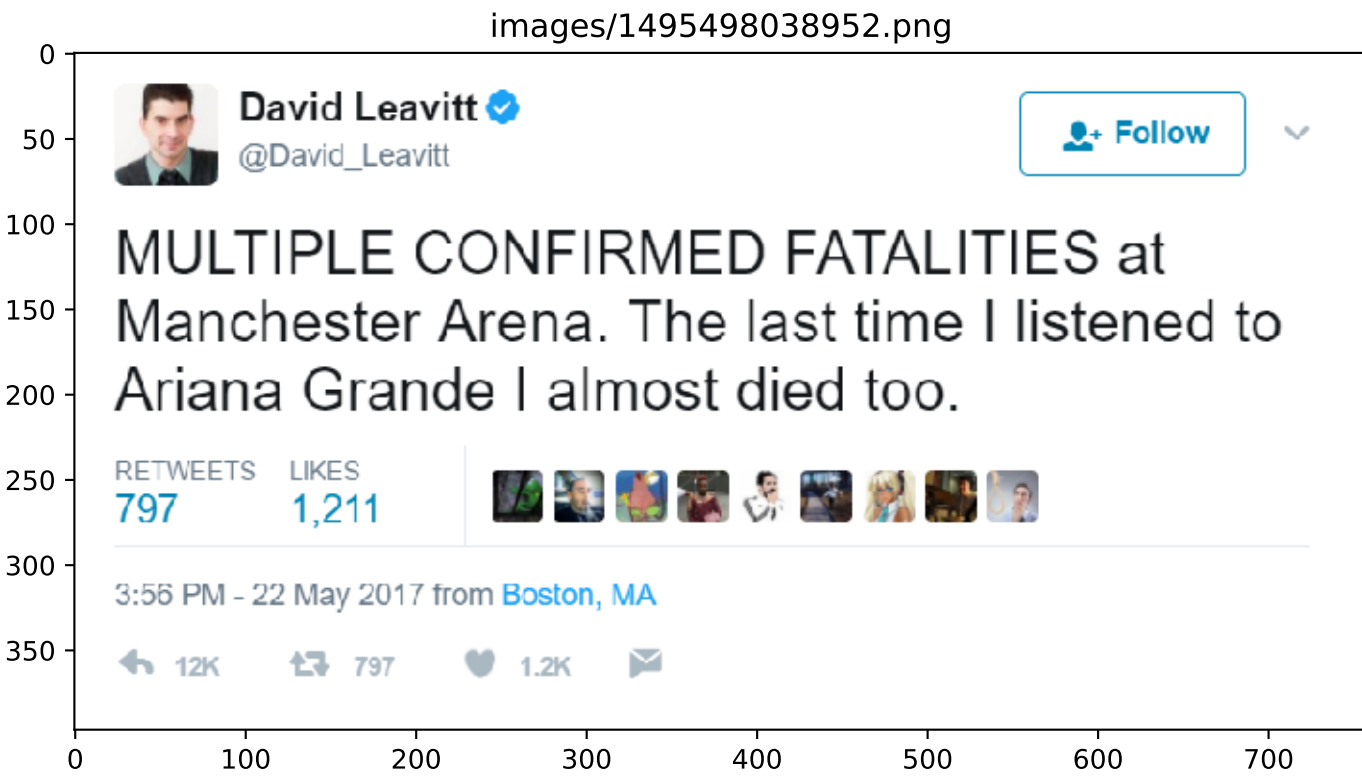 images/1495498038952.png
0
David Leavitt
@David_Leavitt
Follow
50
100
MULTIPLE CONFIRMED FATALITIES at
150
Manchester Arena. The last time I listened to
200
Ariana Grande I almost died too.
250
RETWEETS LIKES
797 1,211
300
3:56 PM - 22 May 2017 from Boston, MA
350
12K 797 1.2K
0 100 200 300 400 500 600 700